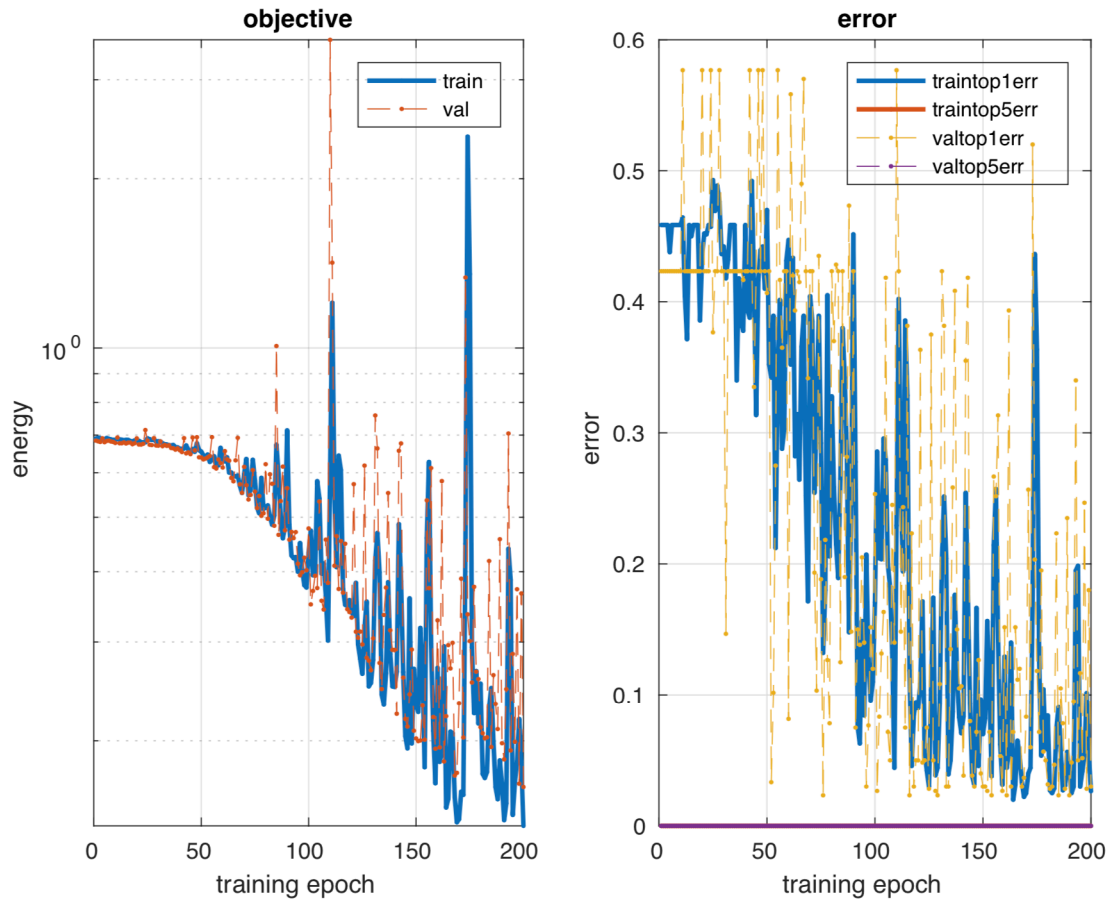 objective
energy
10^0
train
val
0
50
100
150
200
training epoch
error
error
0.6
0.5
0.4
0.3
0.2
0.1
0
traintop1err
traintop5err
valtop1err
valtop5err
0
50
100
150
200
training epoch